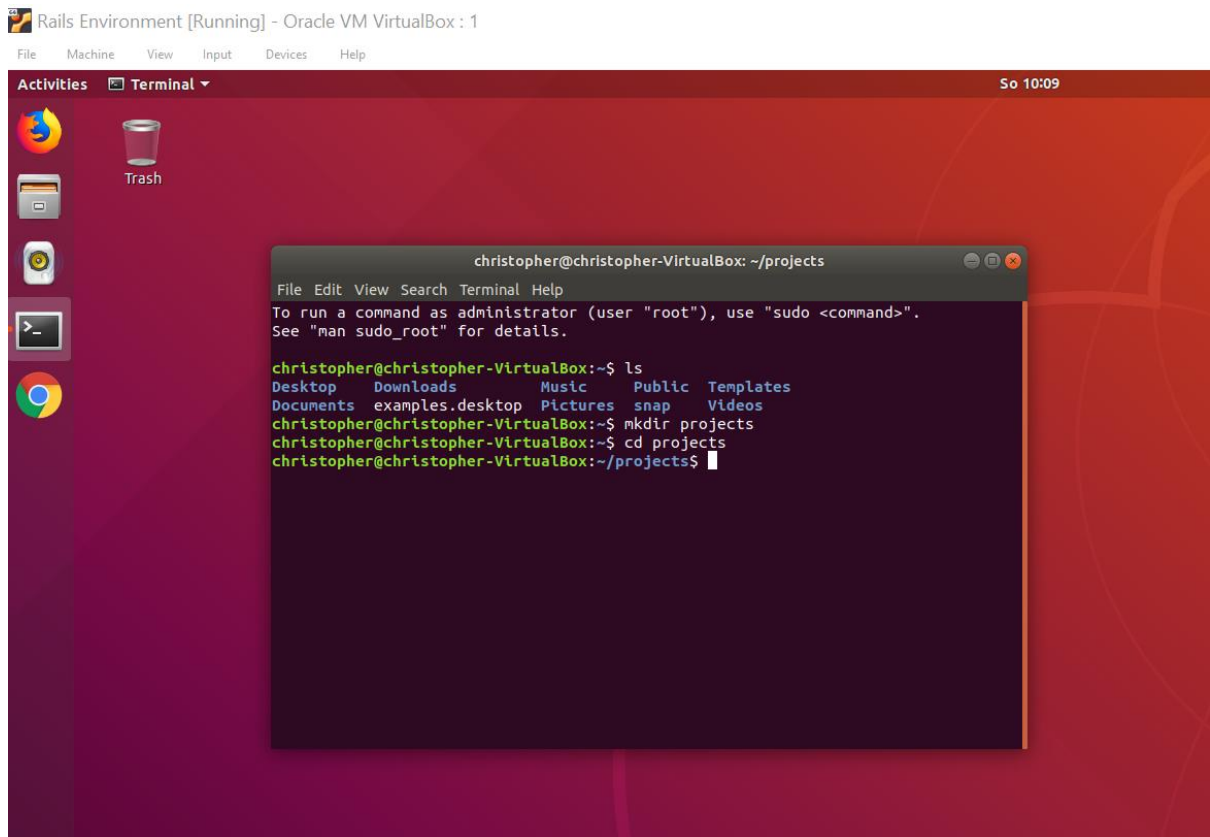 Rails Environment [Running] - Oracle VM VirtualBox : 1
File Machine View Input Devices Help
Activities Terminal So 10:09
Trash
christopher@christopher-VirtualBox: ~/projects
File Edit View Search Terminal Help
To run a command as administrator (user "root"), use "sudo <command>".
See "man sudo_root" for details.
christopher@christopher-VirtualBox:~$ ls
Desktop Downloads Music Public Templates
Documents examples.desktop Pictures snap Videos
christopher@christopher-VirtualBox:~$ mkdir projects
christopher@christopher-VirtualBox:~$ cd projects
christopher@christopher-VirtualBox:~/projects$